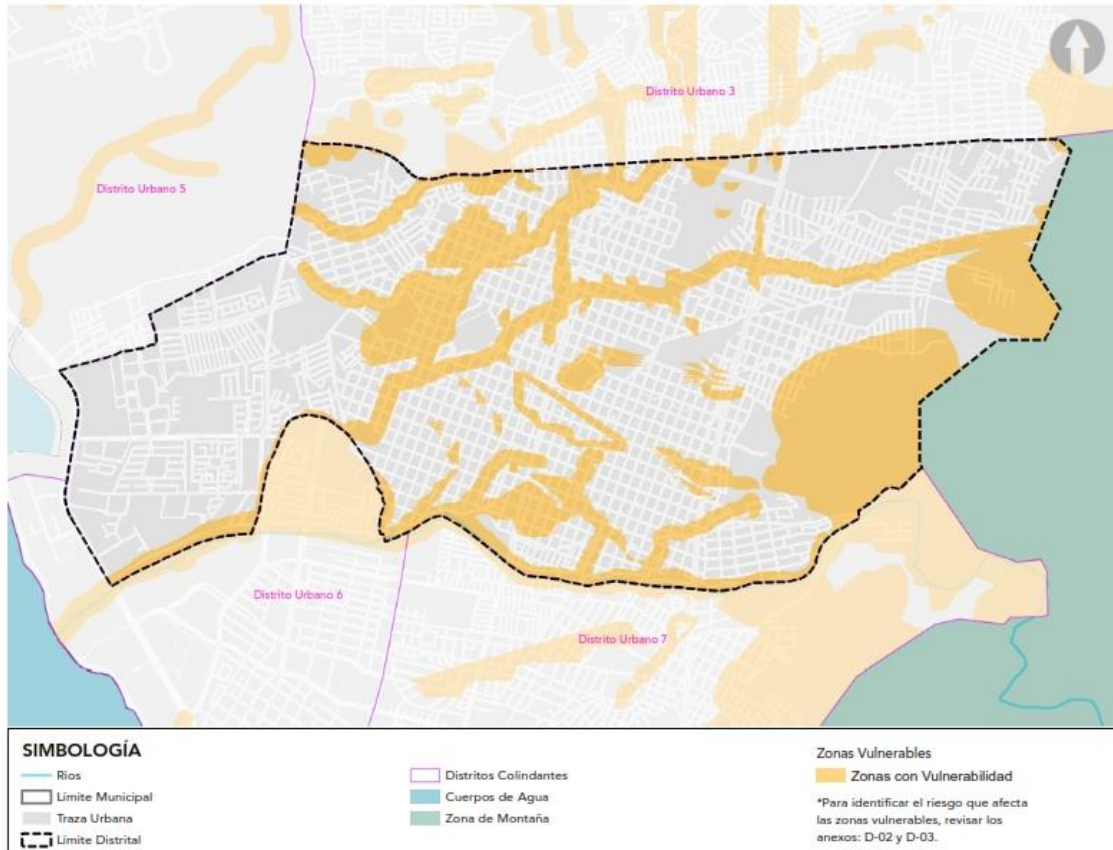 Distrito Urbano 3
Distrito Urbano 5
Distrito Urbano 6
Distrito Urbano 7
SIMBOLOGÍA
Rios
Limite Municipal
Traza Urbana
Límite Distrital
Distritos Colindantes
Cuerpos de Agua
Zona de Montaña
Zonas Vulnerables
Zonas con Vulnerabilidad
*Para identificar el riesgo que afecta
las zonas vulnerables, revisar los
anexos: D-02 y D-03.